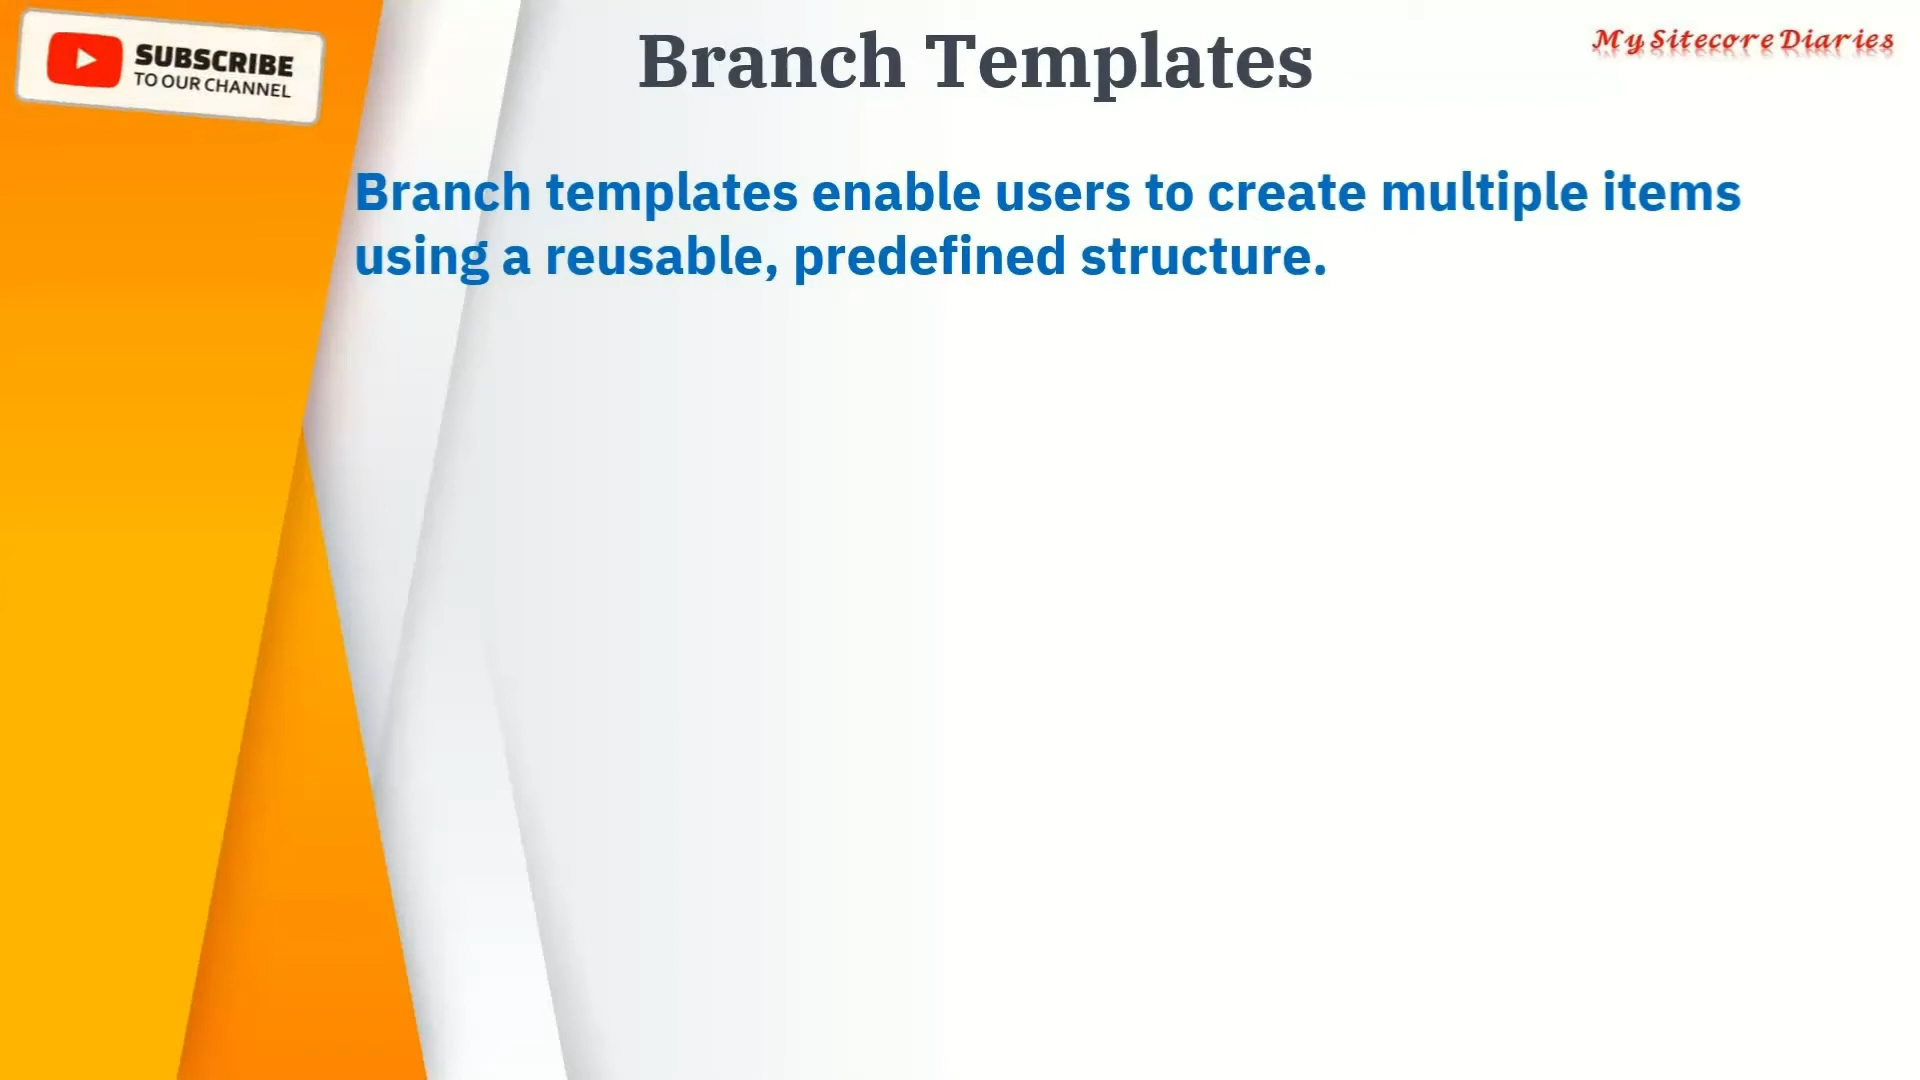 SUBSCRIBE
TO OUR CHANNEL
Branch Templates
My Sitecore Diaries
Branch templates enable users to create multiple items
using a reusable, predefined structure.